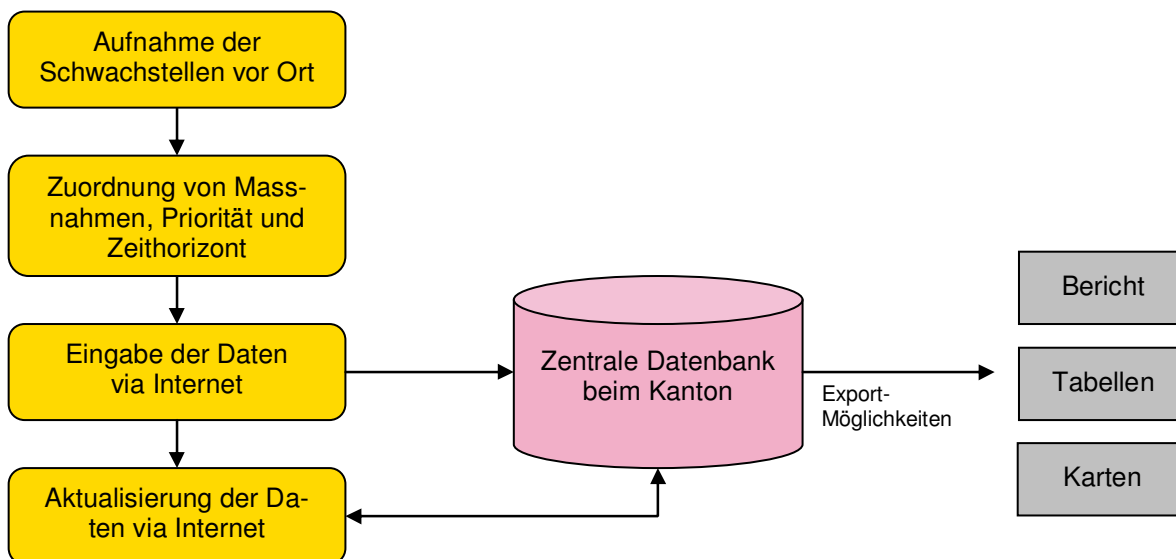 Aufnahme der
Schwachstellen vor Ort
Zuordnung von Mass-
nahmen, Priorität und
Zeithorizont
Eingabe der Daten
via Internet
Aktualisierung der Da-
ten via Internet
Zentrale Datenbank
beim Kanton
Export-
Möglichkeiten
Bericht
Tabellen
Karten